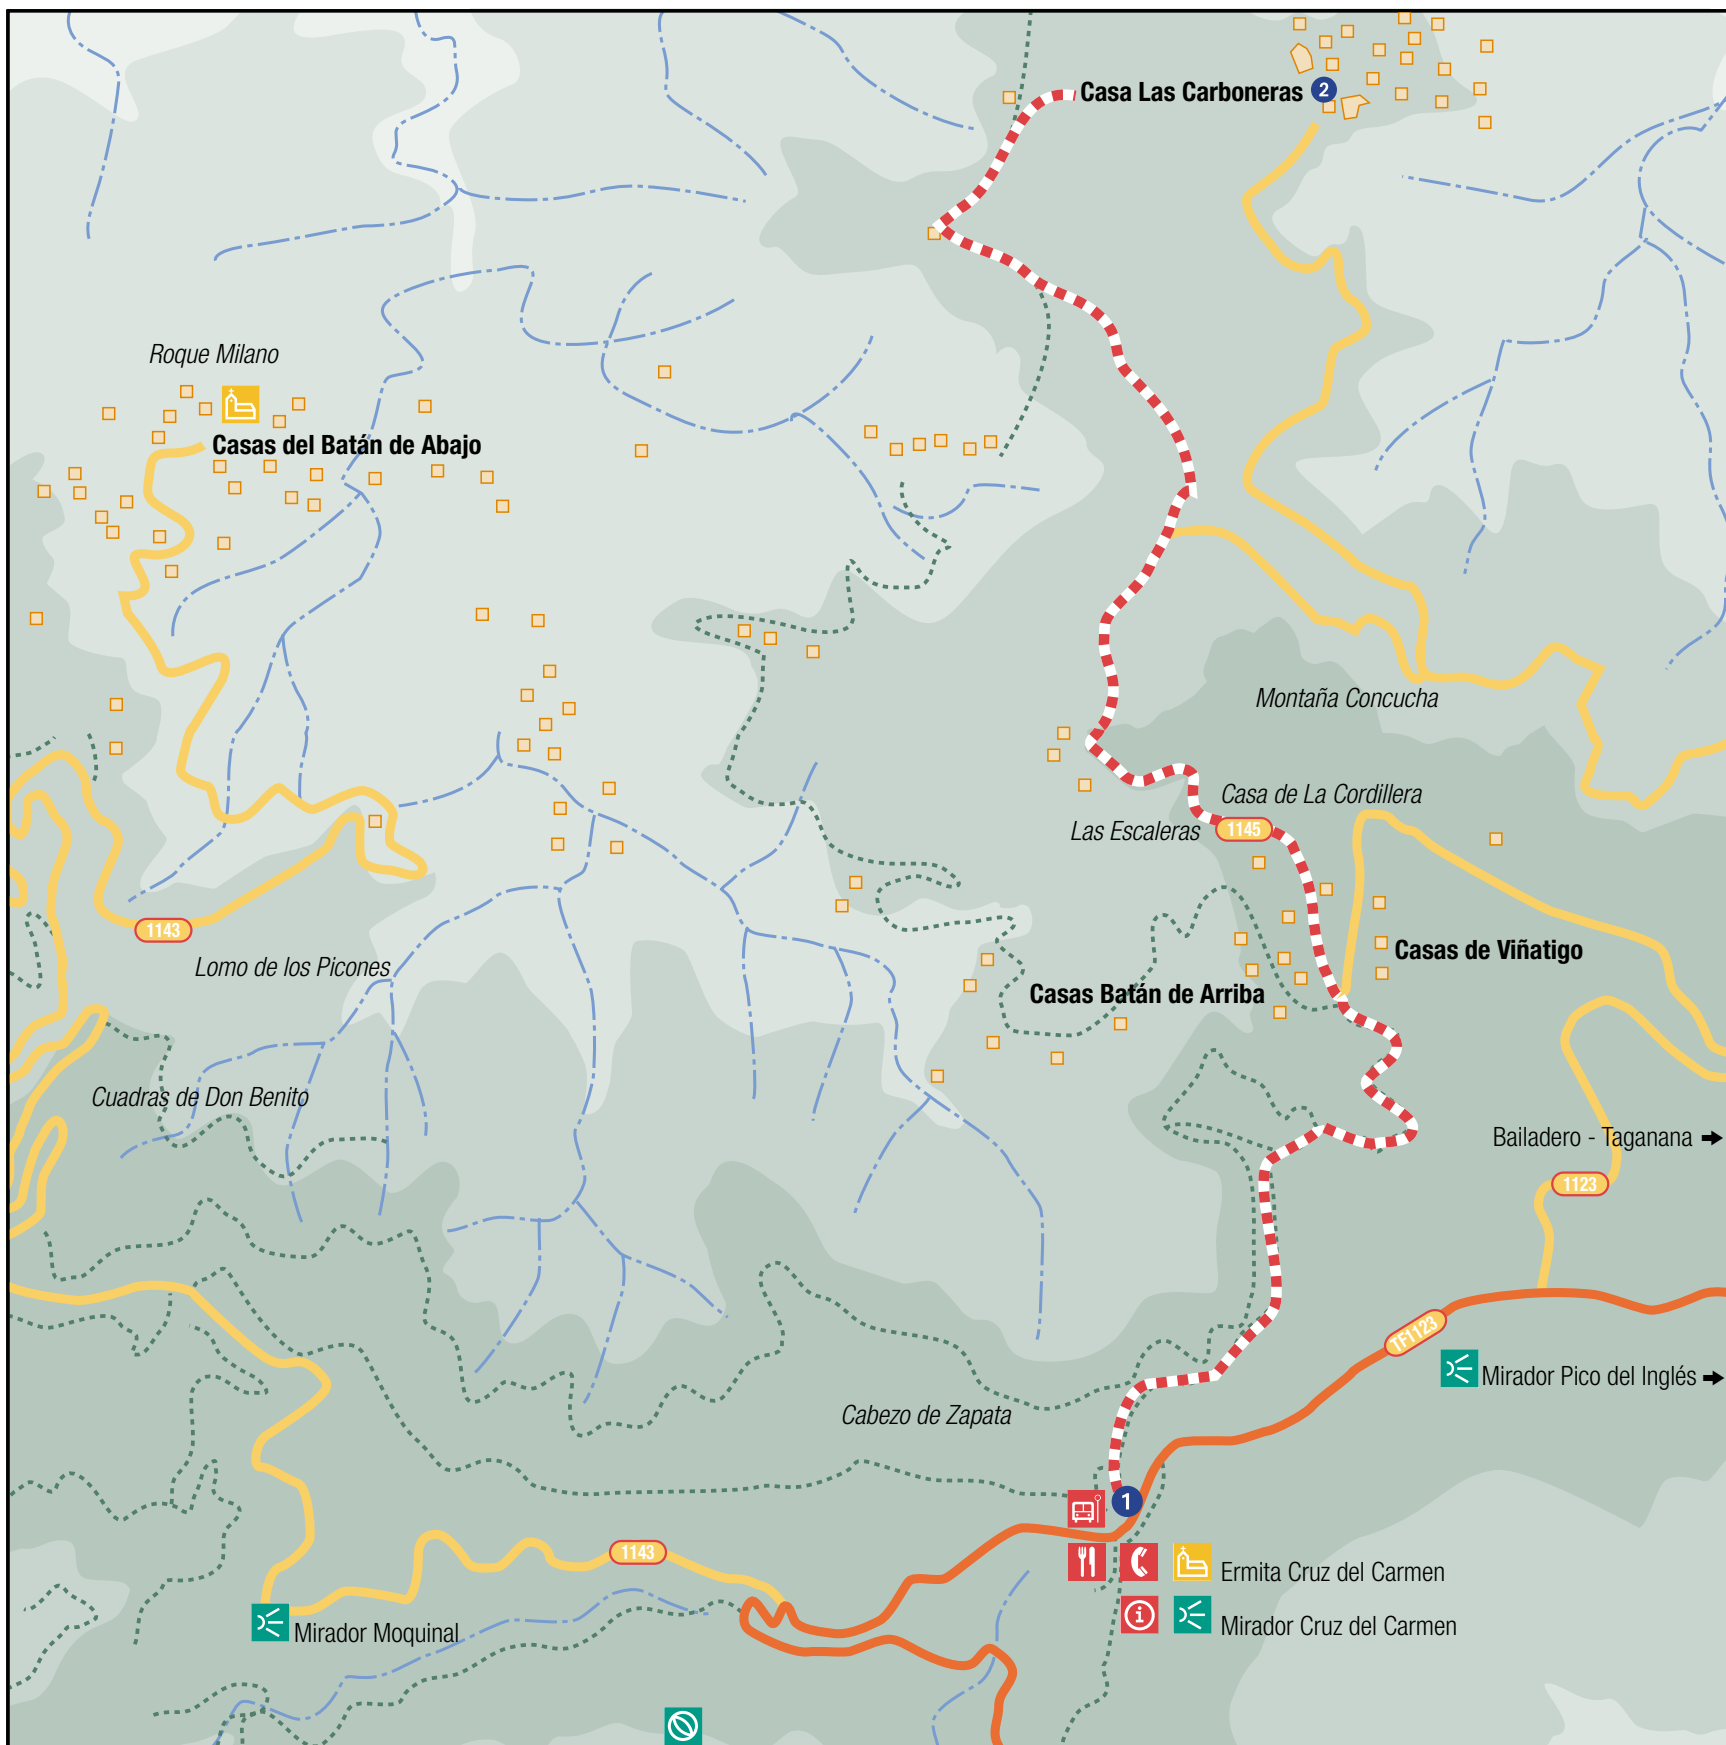 Casa Las Carboneras 2
Roque Milano
Casas del Batán de Abajo
Montaña Concucha
Casa de La Cordillera
Las Escaleras 1145
1143
Casas de Viñatigo
Lomo de los Picones
Casas Batán de Arriba
Cuadras de Don Benito
Bailadero - Taganana
1123
TF1123
Mirador Pico del Inglés
Cabezo de Zapata
1
1143
Ermita Cruz del Carmen
Mirador Moquinal
Mirador Cruz del Carmen